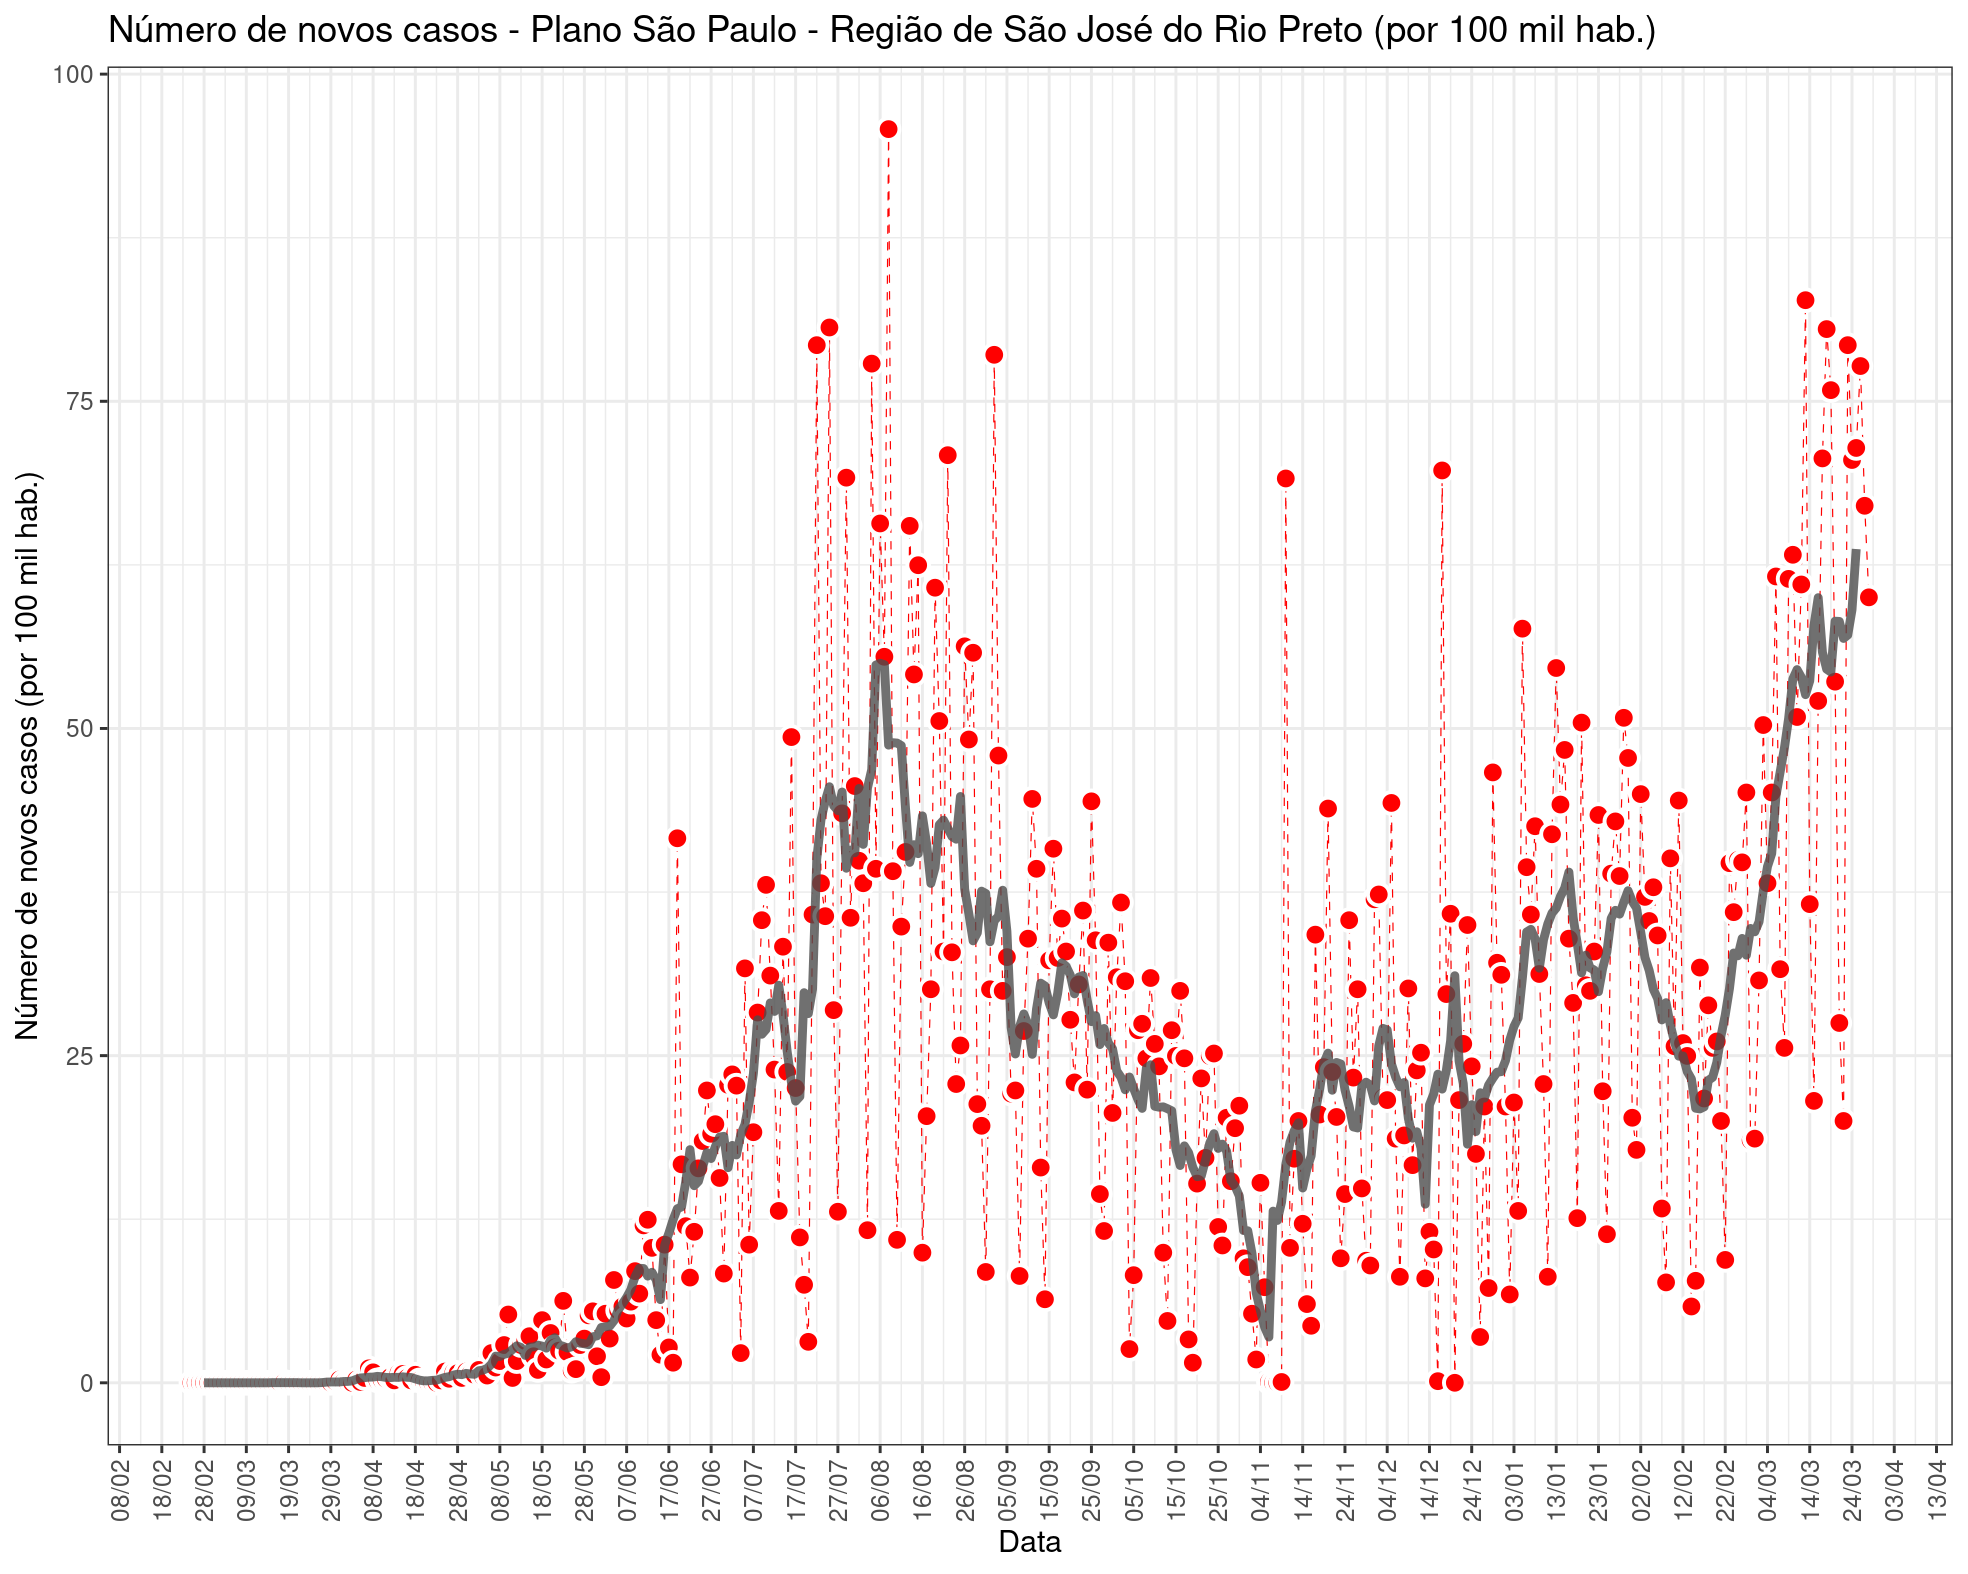 Número de novos casos - Plano São Paulo - Região de São José do Rio Preto (por 100 mil hab.)
Número de novos casos (por 100 mil hab.)
100
75
50
25
0
08/02 18/02 28/02 09/03 19/03 29/03 08/04 18/04 28/04 08/05 18/05 28/05 07/06 17/06 27/06 07/07 17/07 27/07 06/08 16/08 26/08 05/09 15/09 25/09 05/10 15/10 25/10 04/11 14/11 24/11 04/12 14/12 24/12 03/01 13/01 23/01 02/02 12/02 22/02 04/03 14/03 24/03 03/04 13/04
Data